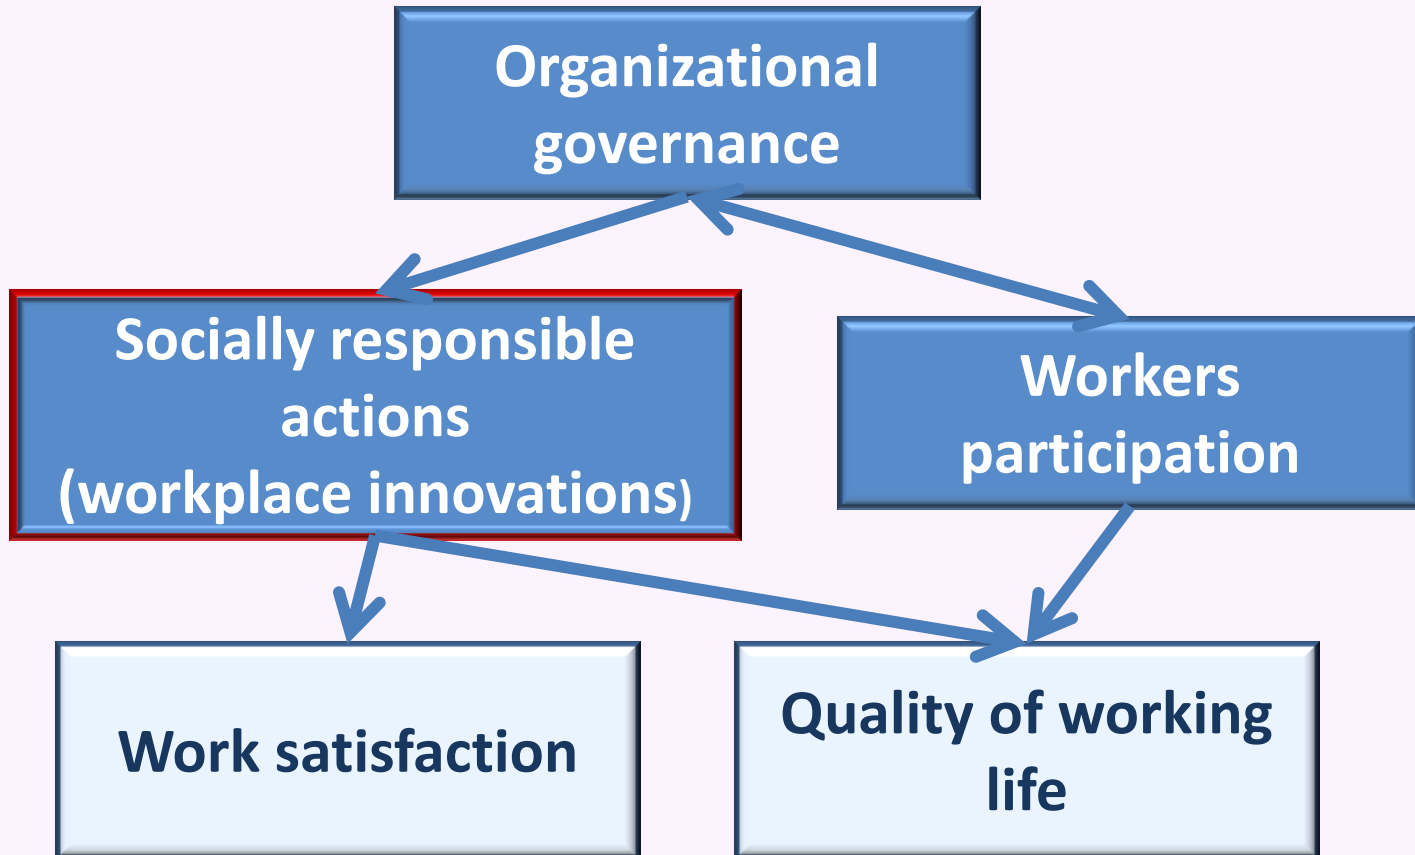 Organizational
governance
Socially responsible
actions
(workplace innovations)
Workers
participation
Work satisfaction
Quality of working
life